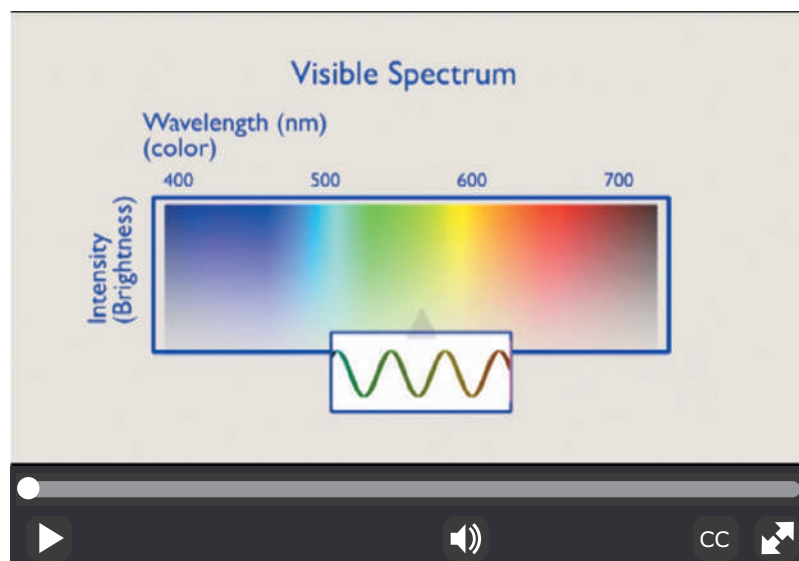 Visible Spectrum
Wavelength (nm)
(color)
400 500 600 700
Intensity
(Brightness)
CC